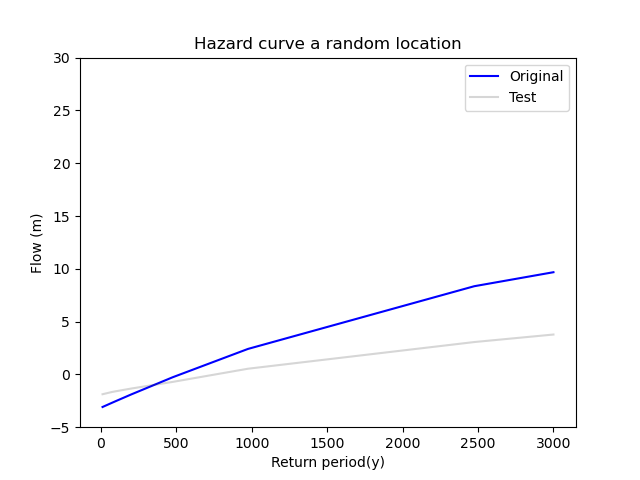 Hazard curve a random location
Original
Test
Flow (m)
30
25
20
15
10
5
0
−5
0 500 1000 1500 2000 2500 3000
Return period(y)